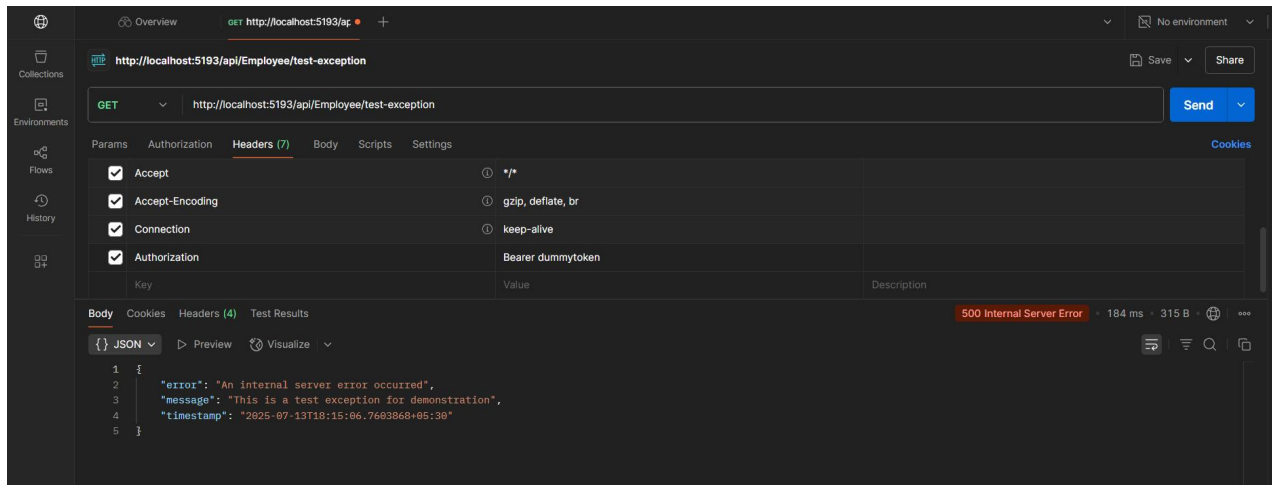 Overview
GET http://localhost:5193/ap
No environment
Collections
Environments
Flows
History
HTTP http://localhost:5193/api/Employee/test-exception
Save
Share
GET http://localhost:5193/api/Employee/test-exception
Send
Params Authorization Headers (7) Body Scripts Settings
Cookies
Accept */*
Accept-Encoding gzip, deflate, br
Connection keep-alive
Authorization Bearer dummytoken
Key Value Description
Body Cookies Headers (4) Test Results
500 Internal Server Error • 184 ms • 315 B
{} JSON Preview Visualize
1 {
2 "error": "An internal server error occurred",
3 "message": "This is a test exception for demonstration",
4 "timestamp": "2025-07-13T18:15:06.7603868+05:30"
5 }